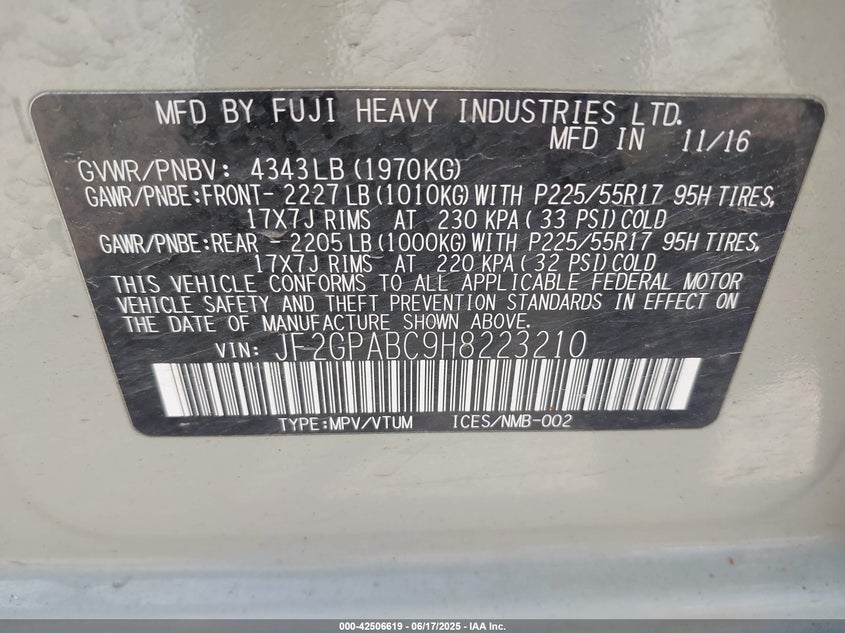 MFD BY FUJI HEAVY INDUSTRIES LTD.
MFD IN 11/16
GVWR/PNBV: 4343LB (1970KG)
GAWR/PNBE:FRONT- 2227LB (1010KG) WITH P225/55R17 95H TIRES,
17X7J RIMS AT 230 KPA (33 PSI) COLD
GAWR/PNBE:REAR - 2205LB (1000KG) WITH P225/55R17 95H TIRES,
17X7J RIMS AT 220 KPA (32 PSI) COLD
THIS VEHICLE CONFORMS TO ALL APPLICABLE FEDERAL MOTOR
VEHICLE SAFETY AND THEFT PREVENTION STANDARDS IN EFFECT ON
THE DATE OF MANUFACTURE SHOWN ABOVE.
VIN: JF2GPABC9H8223210
TYPE:MPV/VTUM ICES/NMB-002
000-42506619 - 06/17/2025 - IAA Inc.